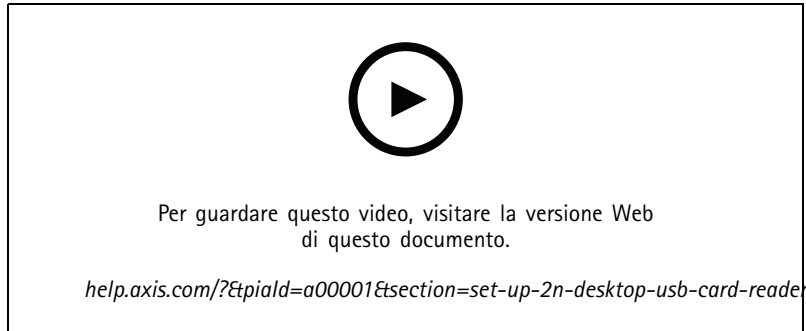 Per guardare questo video, visitare la versione Web
di questo documento.
help.axis.com/?&piaId=a00001&section=set-up-2n-desktop-usb-card-reader